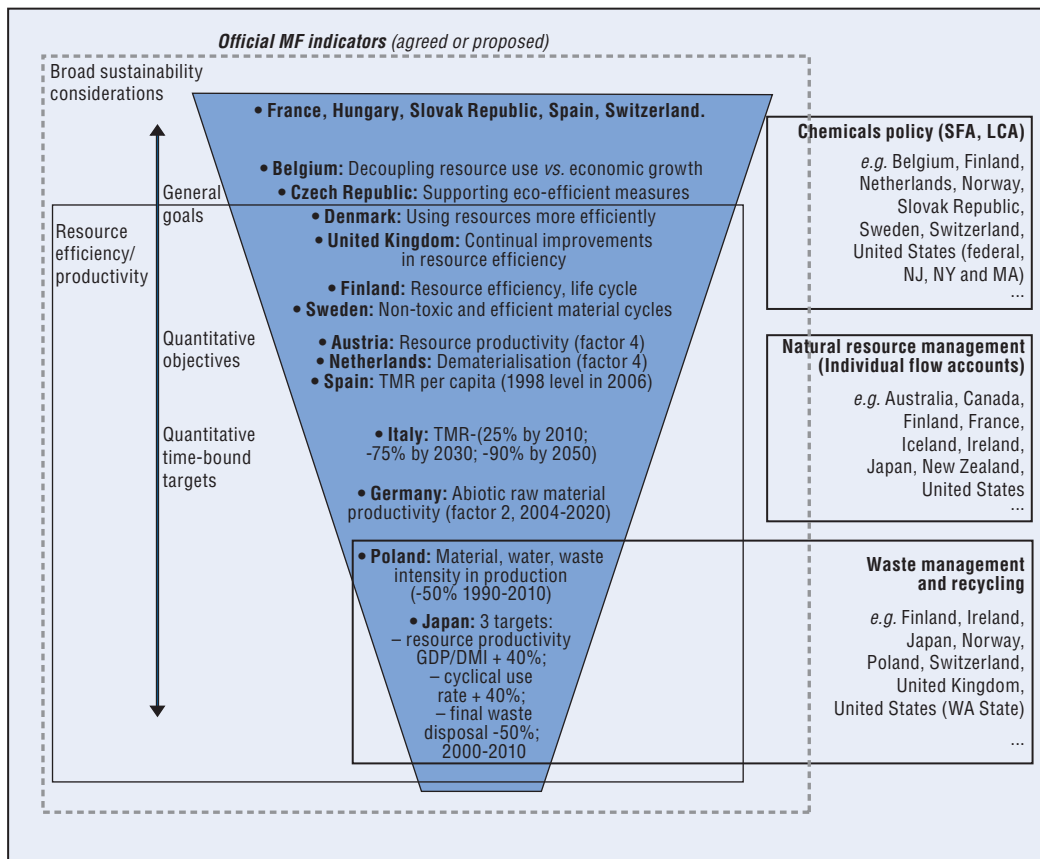 Official MF indicators (agreed or proposed)
Broad sustainability
considerations
• France, Hungary, Slovak Republic, Spain, Switzerland.
• Belgium: Decoupling resource use vs. economic growth
• Czech Republic: Supporting eco-efficient measures
General
goals
• Denmark: Using resources more efficiently
• United Kingdom: Continual improvements
in resource efficiency
Resource
efficiency/
productivity
• Finland: Resource efficiency, life cycle
• Sweden: Non-toxic and efficient material cycles
Quantitative
objectives
• Austria: Resource productivity (factor 4)
• Netherlands: Dematerialisation (factor 4)
• Spain: TMR per capita (1998 level in 2006)
Quantitative
time-bound
targets
• Italy: TMR-(25% by 2010;
-75% by 2030; -90% by 2050)
• Germany: Abiotic raw material
productivity (factor 2, 2004-2020)
• Poland: Material, water, waste
intensity in production
(-50% 1990-2010)
• Japan: 3 targets:
– resource productivity
GDP/DMI + 40%;
– cyclical use
rate + 40%;
– final waste
disposal -50%;
2000-2010
Chemicals policy (SFA, LCA)
e.g. Belgium, Finland,
Netherlands, Norway,
Slovak Republic,
Sweden, Switzerland,
United States (federal,
NJ, NY and MA)
...
Natural resource management
(Individual flow accounts)
e.g. Australia, Canada,
Finland, France,
Iceland, Ireland,
Japan, New Zealand,
United States
...
Waste management
and recycling
e.g. Finland, Ireland,
Japan, Norway,
Poland, Switzerland,
United Kingdom,
United States (WA State)
...